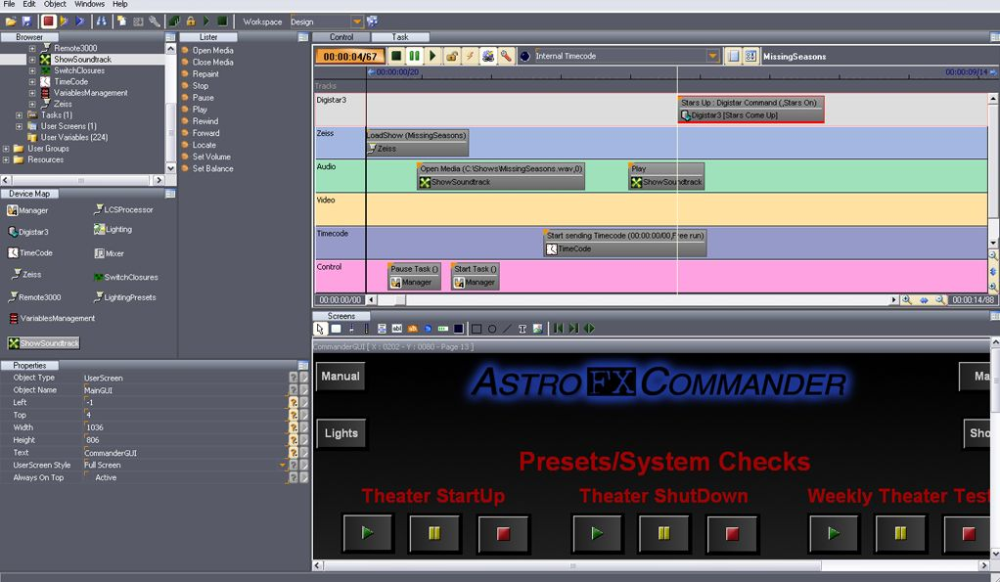 File Edit Object Windows Help
Workspace Design
Browser
Remote3000
ShowSoundtrack
SwitchClosures
TimeCode
VariablesManagement
Zeiss
Tasks (1)
User Screens (1)
User Variables (224)
User Groups
Resources
Lister
Open Media
Close Media
Repaint
Stop
Pause
Play
Rewind
Forward
Locate
Set Volume
Set Balance
Device Map
Manager LCSProcessor
Digistar3 Lighting
TimeCode Mixer
Zeiss SwitchClosures
Remote3000 LightingPresets
VariablesManagement
ShowSoundtrack
Properties
Object Type UserScreen
Object Name MainGUI
Left -1
Top 4
Width 1036
Height 806
Text CommanderGUI
UserScreen Style Full Screen
Always On Top Active
Control Task
00:00:04/67 Internal Timecode MissingSeasons
00:00:00/20 00:00:09/14
Tracks
Digistar3
Stars Up : Digistar Command (,Stars On)
Digistar3 [Stars Come Up]
Zeiss
LoadShow (MissingSeasons)
Zeiss
Audio
Open Media (C:\Shows\MissingSeasons.wav,0)
ShowSoundtrack
Play
ShowSoundtrack
Video
Timecode
Start sending Timecode (00:00:00/00,Free run)
TimeCode
Control
Pause Task ()
Manager
Start Task ()
Manager
00:00:00/00 00:00:14/88
Screens
CommanderGUI [ X : 0202 - Y : 0080 - Page 13 ]
Manual
ASTRO FX COMMANDER
Ma
Lights
Sho
Presets/System Checks
Theater StartUp Theater ShutDown Weekly Theater Test